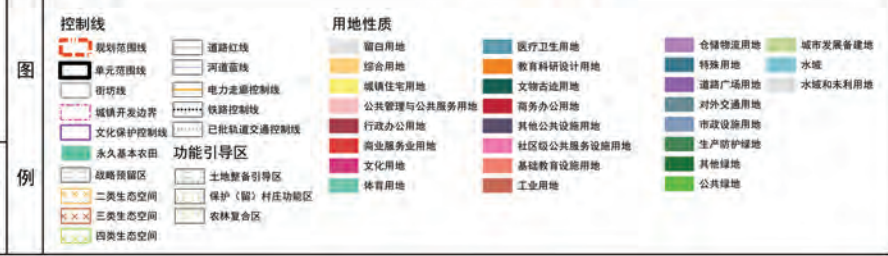 图
例
控制线
规划范围线
单元范围线
街坊线
城镇开发边界
文化保护控制线
永久基本农田
战略预留区
二类生态空间
三类生态空间
四类生态空间
道路红线
河道蓝线
电力走廊控制线
铁路控制线
已批轨道交通控制线
功能引导区
土地整备引导区
保护（留）村庄功能区
农林复合区
用地性质
留白用地
综合用地
城镇住宅用地
公共管理与公共服务用地
行政办公用地
商业服务业用地
文化用地
体育用地
医疗卫生用地
教育科研设计用地
文物古迹用地
商务办公用地
其他公共设施用地
社区级公共服务设施用地
基础教育设施用地
工业用地
仓储物流用地
特殊用地
道路广场用地
对外交通用地
市政设施用地
生产防护绿地
其他绿地
公共绿地
城市发展备建地
水域
水域和未利用地